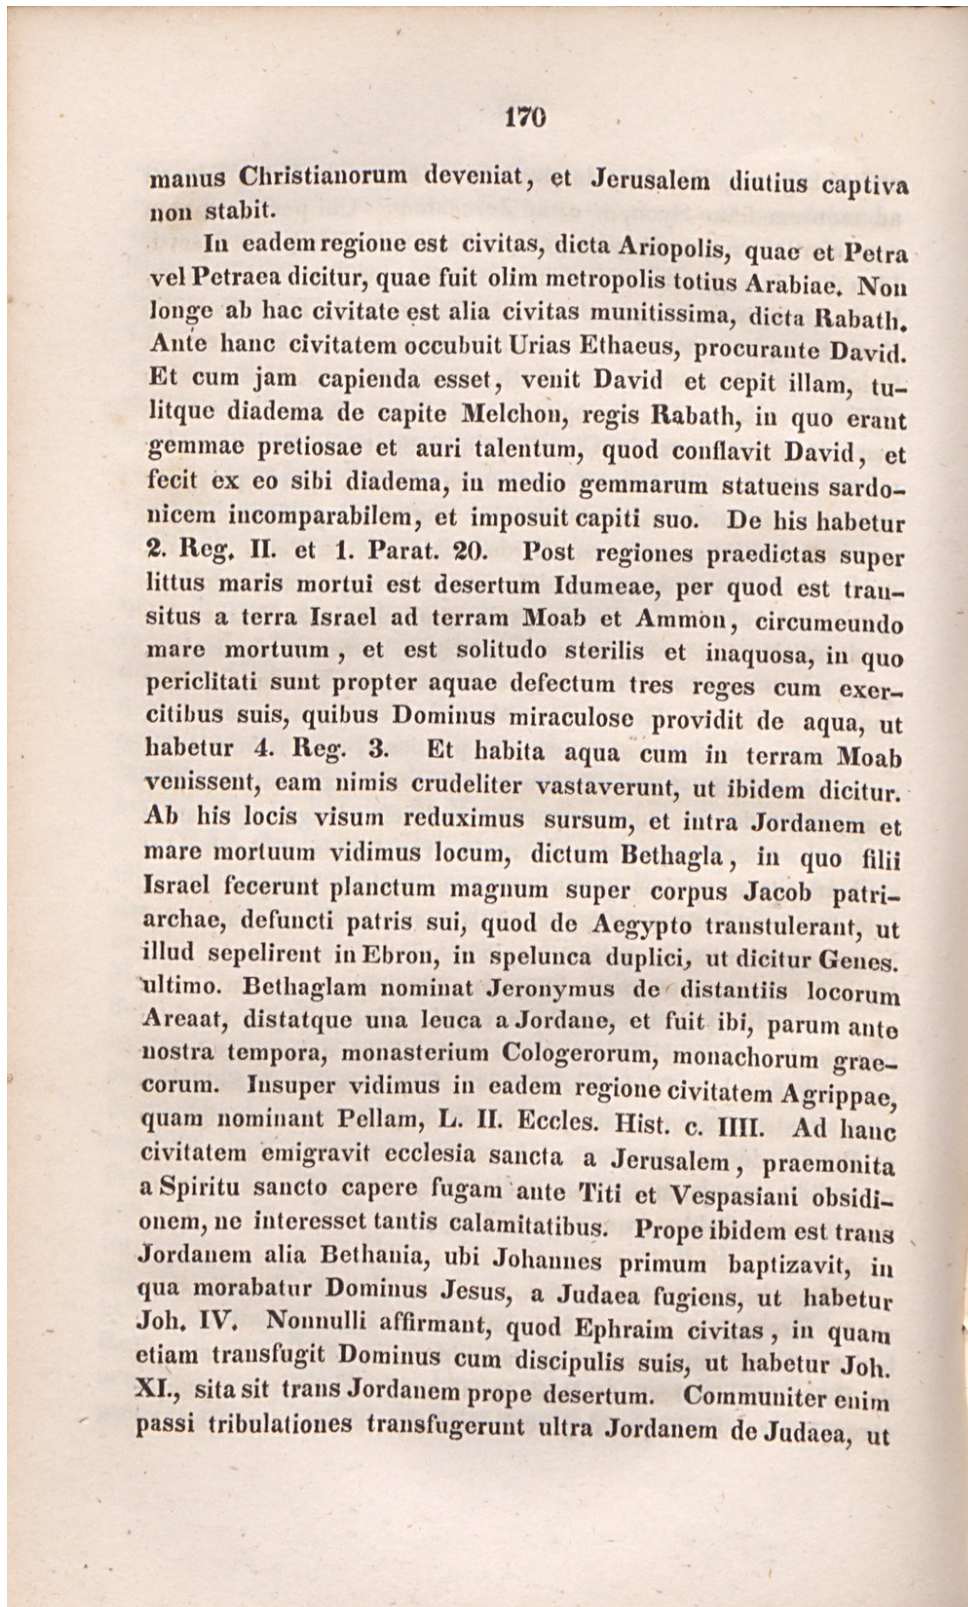 170
manus Christianorum deveniat, et Jerusalem diutius captiva
non stabit.
In eadem regione est civitas, dicta Ariopolis, quae et Petra
vel Petraea dicitur, quae fuit olim metropolis totius Arabiae. Non
longe ab hac civitate est alia civitas munitissima, dicta Rabath.
Ante hanc civitatem occubuit Urias Ethaeus, procurante David.
Et cum jam capienda esset, venit David et cepit illam, tu-
litque diadema de capite Melchon, regis Rabath, in quo erant
gemmae pretiosae et auri talentum, quod conflavit David, et
fecit ex eo sibi diadema, in medio gemmarum statuens sardo-
nicem incomparabilem, et imposuit capiti suo. De his habetur
2. Reg. II. et 1. Parat. 20. Post regiones praedictas super
littus maris mortui est desertum Idumeae, per quod est tran-
situs a terra Israel ad terram Moab et Ammon, circumeundo
mare mortuum, et est solitudo sterilis et inaquosa, in quo
periclitati sunt propter aquae defectum tres reges cum exer-
citibus suis, quibus Dominus miraculose providit de aqua, ut
habetur 4. Reg. 3. Et habita aqua cum in terram Moab
venissent, eam nimis crudeliter vastaverunt, ut ibidem dicitur.
Ab his locis visum reduximus sursum, et intra Jordanem et
mare mortuum vidimus locum, dictum Bethagla, in quo filii
Israel fecerunt planctum magnum super corpus Jacob patri-
archae, defuncti patris sui, quod de Aegypto transtulerant, ut
illud sepelirent in Ebron, in spelunca duplici, ut dicitur Genes.
ultimo. Bethaglam nominat Jeronymus de distantiis locorum
Areaat, distatque una leuca a Jordane, et fuit ibi, parum ante
nostra tempora, monasterium Cologerorum, monachorum grae-
corum. Insuper vidimus in eadem regione civitatem Agrippae,
quam nominant Pellam, L. II. Eccles. Hist. c. IIII. Ad hanc
civitatem emigravit ecclesia sancta a Jerusalem, praemonita
a Spiritu sancto capere fugam ante Titi et Vespasiani obsidi-
onem, ne interesset tantis calamitatibus. Prope ibidem est trans
Jordanem alia Bethania, ubi Johannes primum baptizavit, in
qua morabatur Dominus Jesus, a Judaea fugiens, ut habetur
Joh. IV. Nonnulli affirmant, quod Ephraim civitas, in quam
etiam transfugit Dominus cum discipulis suis, ut habetur Joh.
XI., sita sit trans Jordanem prope desertum. Communiter enim
passi tribulationes transfugerunt ultra Jordanem de Judaea, ut